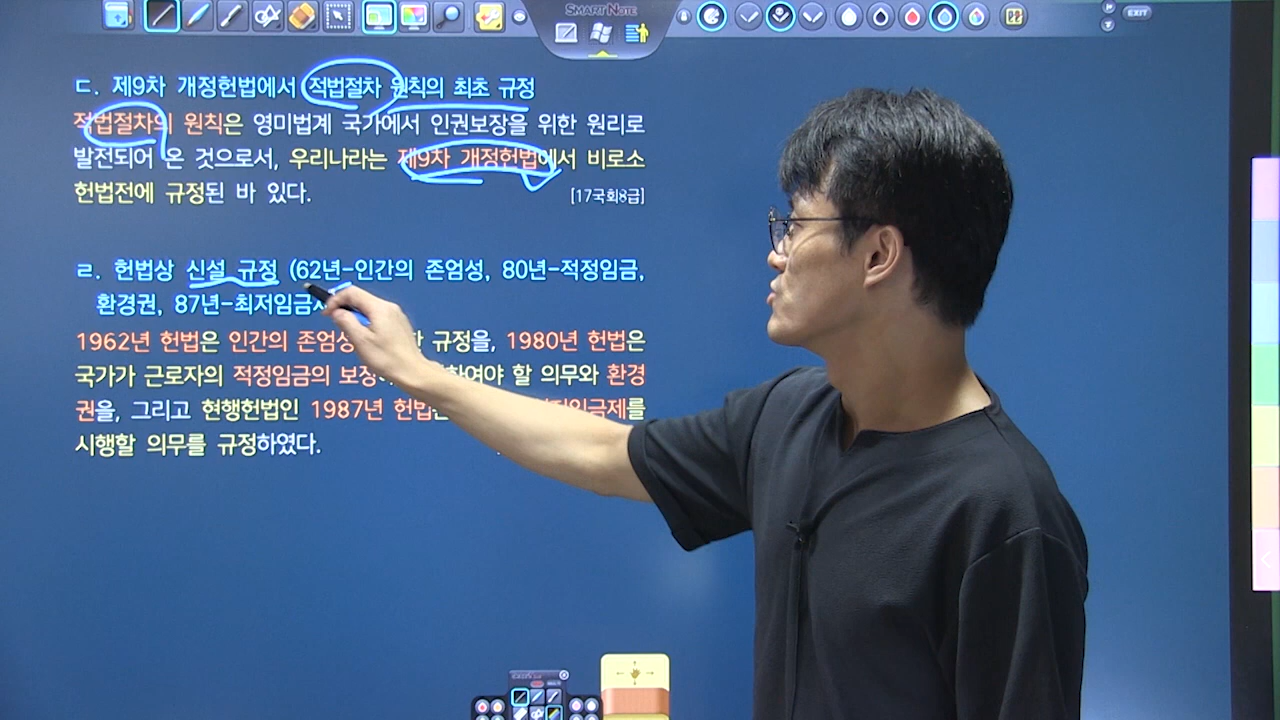 SMART NOTE
EXIT
ㄷ. 제9차 개정헌법에서 적법절차 원칙의 최초 규정
적법절차의 원칙은 영미법계 국가에서 인권보장을 위한 원리로
발전되어 온 것으로서, 우리나라는 제9차 개정헌법에서 비로소
헌법전에 규정된 바 있다. [17국회8급]
ㄹ. 헌법상 신설 규정 (62년-인간의 존엄성, 80년-적정임금,
환경권, 87년-최저임금
1962년 헌법은 인간의 존엄성 규정을, 1980년 헌법은
국가가 근로자의 적정임금의 보장 하여야 할 의무와 환경
권을, 그리고 현행헌법인 1987년 헌법은 최저임금제를
시행할 의무를 규정하였다.